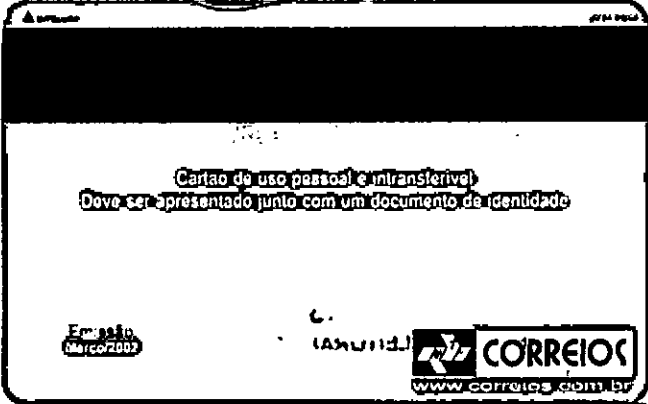 Cartao de uso pessoal e intransferivel
Deve ser apresentado junto com um documento de identidade
Emissão
Março/2002
CORREIOS
www.correios.com.br